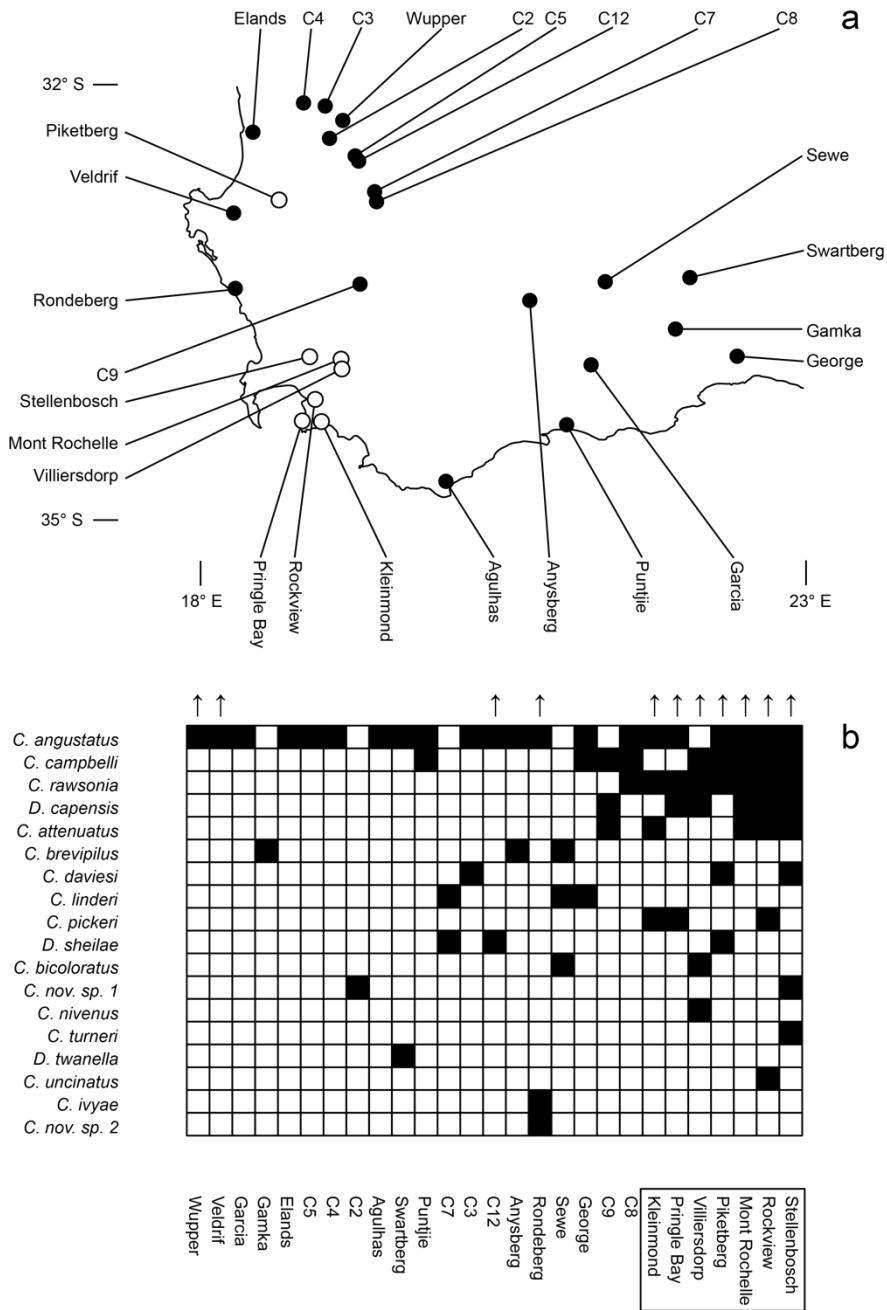 Elands C4 C3 Wupper C2 C5 C12 C7 C8 a
32° S
Piketberg
Veldrif
Sewe
Swartberg
Rondeberg
Gamka
George
C9
Stellenbosch
Mont Rochelle
Villiersdorp
35° S
18° E
Pringle Bay
Rockview
Kleinmond
Agulhas
Anysberg
Puntjie
Garcia
23° E
↑ ↑ ↑ ↑ ↑ ↑ ↑ ↑ ↑ ↑ ↑
b
C. angustatus
C. campbelli
C. rawsonia
D. capensis
C. attenuatus
C. brevipilus
C. daviesi
C. linderi
C. pickeri
D. sheilae
C. bicoloratus
C. nov. sp. 1
C. nivenus
C. turneri
D. twanella
C. uncinatus
C. ivyae
C. nov. sp. 2
Wupper
Veldrif
Garcia
Gamka
Elands
C5
C4
C2
Agulhas
Swartberg
Puntjie
C7
C3
C12
Anysberg
Rondeberg
Sewe
George
C9
C8
Kleinmond
Pringle Bay
Villiersdorp
Piketberg
Mont Rochelle
Rockview
Stellenbosch